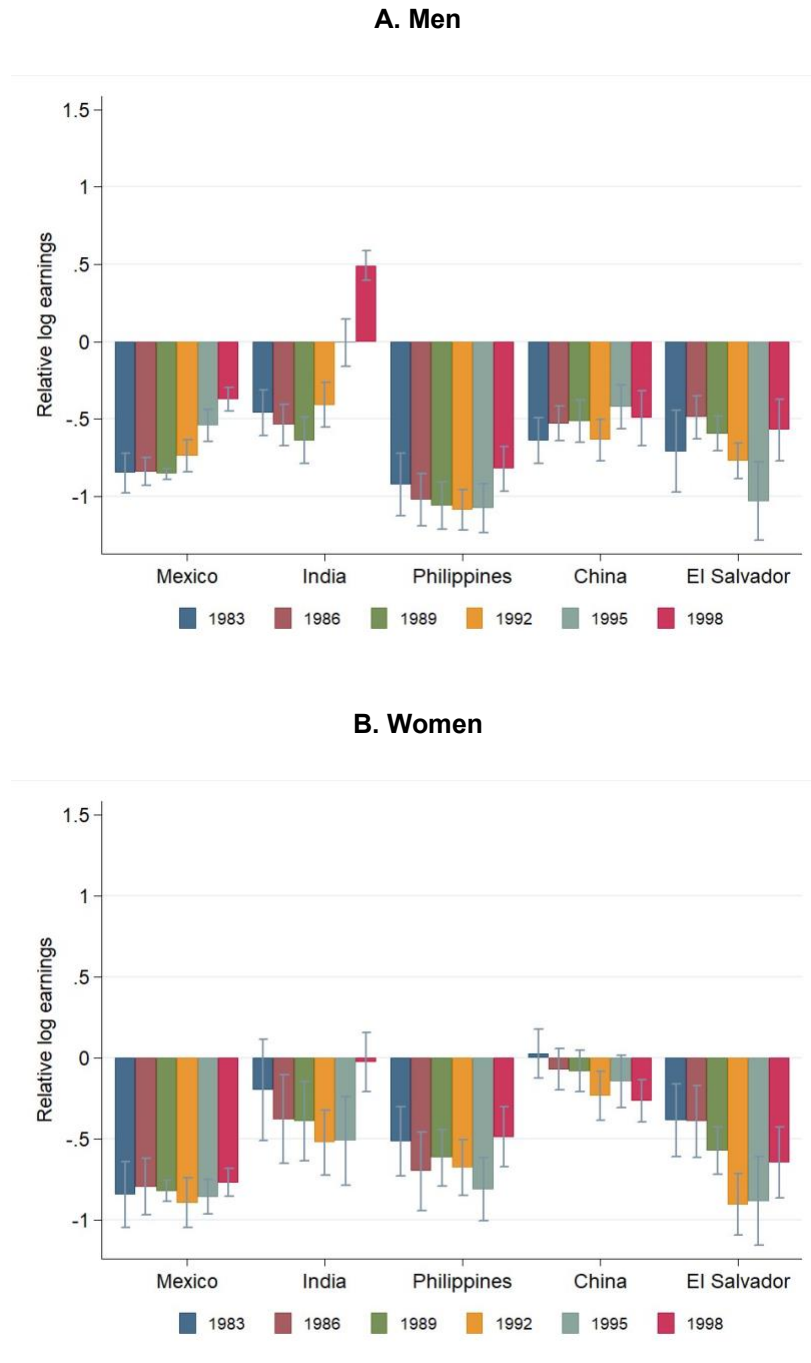 A. Men
1.5
1
.5
0
-.5
-1
Relative log earnings
Mexico India Philippines China El Salvador
1983 1986 1989 1992 1995 1998
B. Women
1.5
1
.5
0
-.5
-1
Relative log earnings
Mexico India Philippines China El Salvador
1983 1986 1989 1992 1995 1998